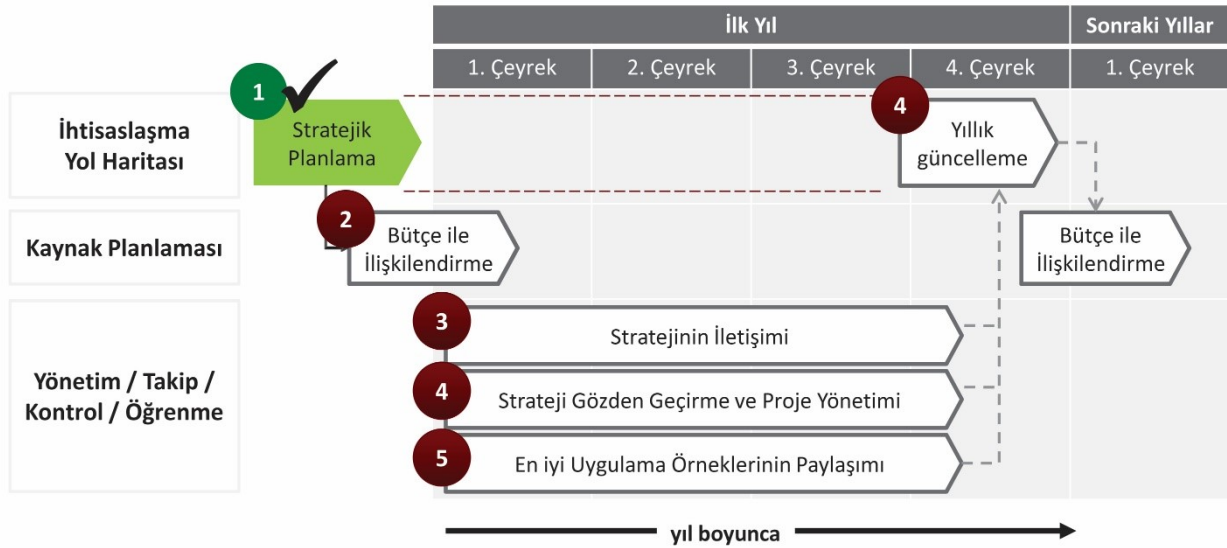 İlk Yıl
Sonraki Yıllar
1. Çeyrek
2. Çeyrek
3. Çeyrek
4. Çeyrek
1. Çeyrek
İhtisaslaşma
Yol Haritası
1
Stratejik
Planlama
4
Yıllık
güncelleme
Kaynak Planlaması
2
Bütçe ile
İlişkilendirme
Bütçe ile
İlişkilendirme
Yönetim / Takip /
Kontrol / Öğrenme
3
Stratejinin İletişimi
4
Strateji Gözden Geçirme ve Proje Yönetimi
5
En iyi Uygulama Örneklerinin Paylaşımı
yıl boyunca